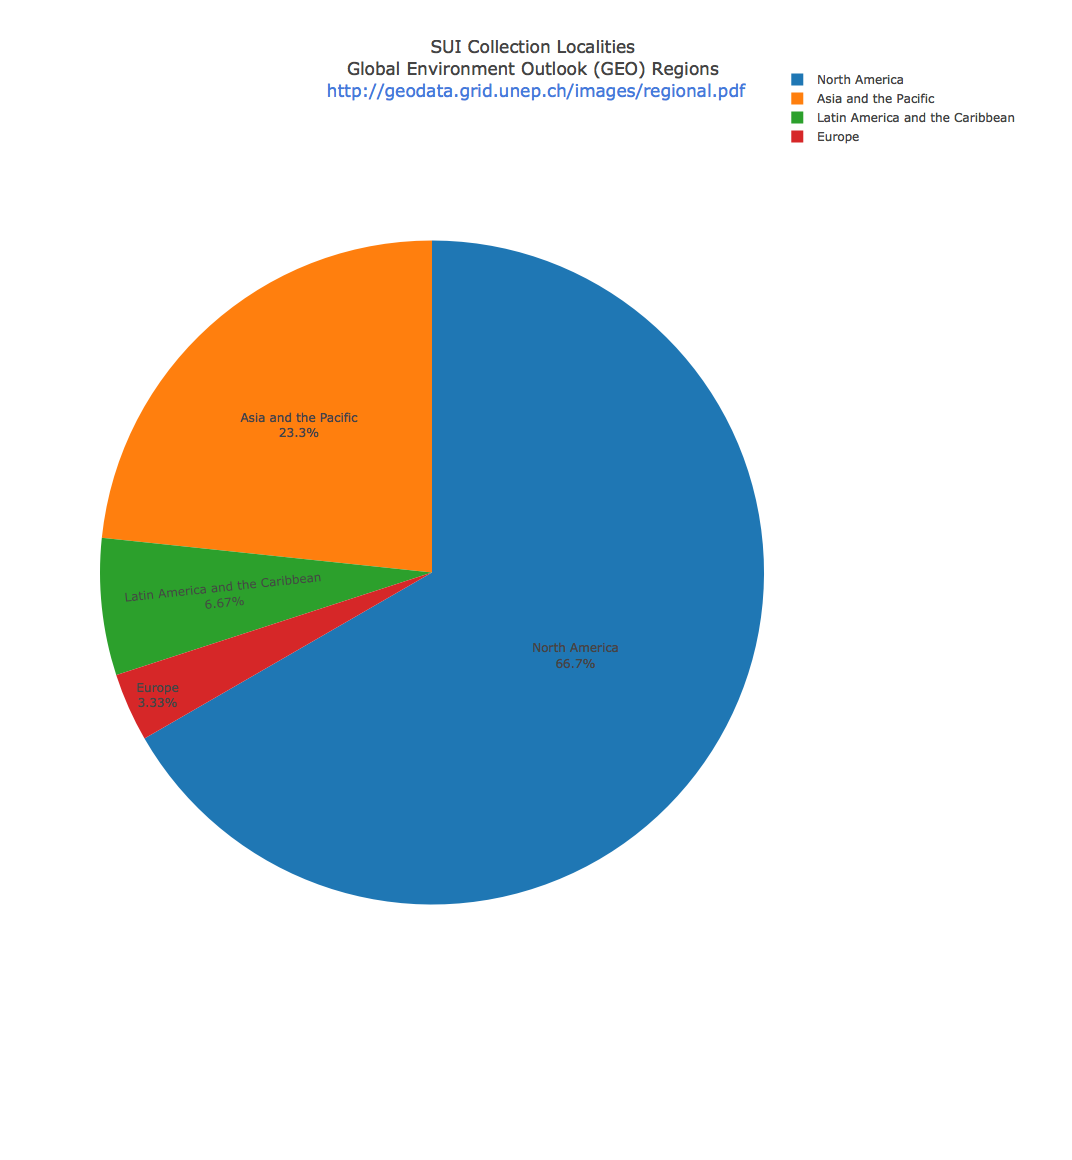 SUI Collection Localities
Global Environment Outlook (GEO) Regions
http://geodata.grid.unep.ch/images/regional.pdf
North America
Asia and the Pacific
Latin America and the Caribbean
Europe
Asia and the Pacific
23.3%
Latin America and the Caribbean
6.67%
North America
66.7%
Europe
3.33%